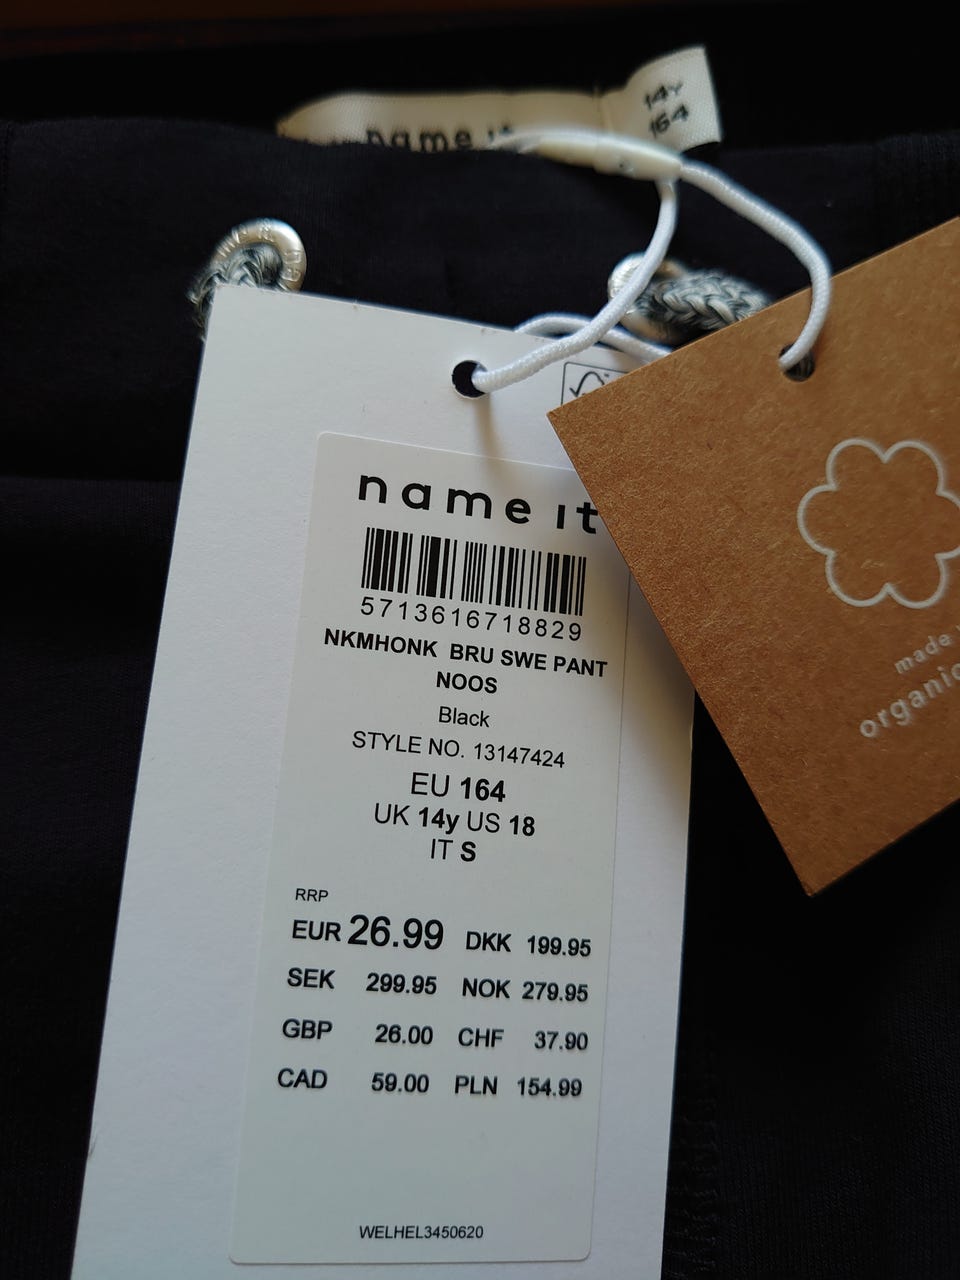 name it
14Y
164
name it
5713616718829
NKMHONK BRU SWE PANT
NOOS
Black
STYLE NO. 13147424
EU 164
UK 14y US 18
IT S
RRP
EUR 26.99 DKK 199.95
SEK 299.95 NOK 279.95
GBP 26.00 CHF 37.90
CAD 59.00 PLN 154.99
WELHEL3450620
made
organic